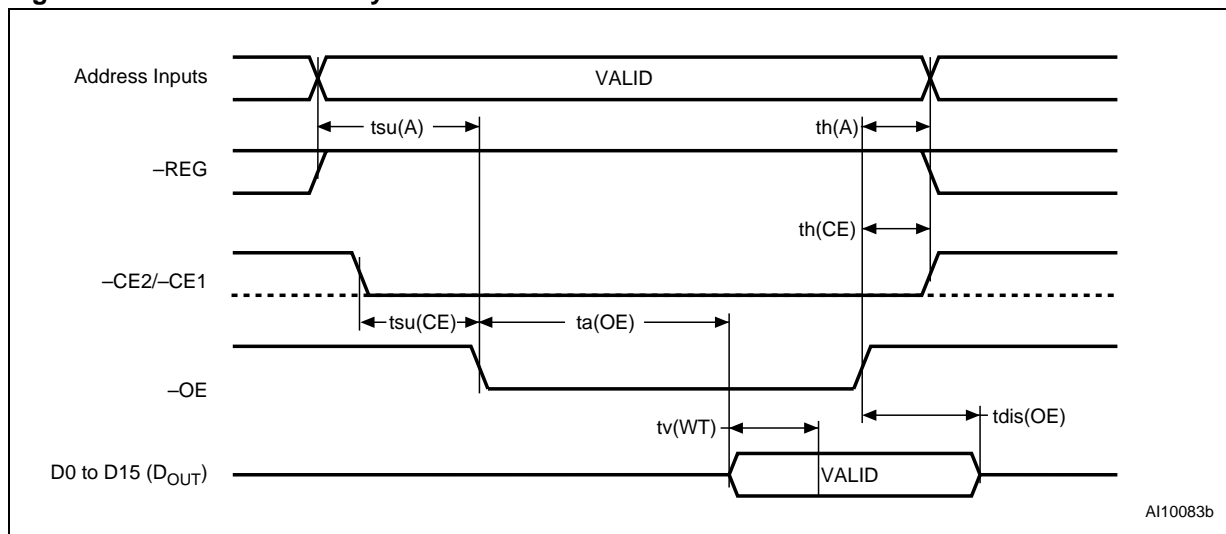 Address Inputs
VALID
tsu(A)
th(A)
–REG
th(CE)
–CE2/–CE1
tsu(CE)
ta(OE)
–OE
tdis(OE)
tv(WT)
D0 to D15 (DOUT)
VALID
AI10083b